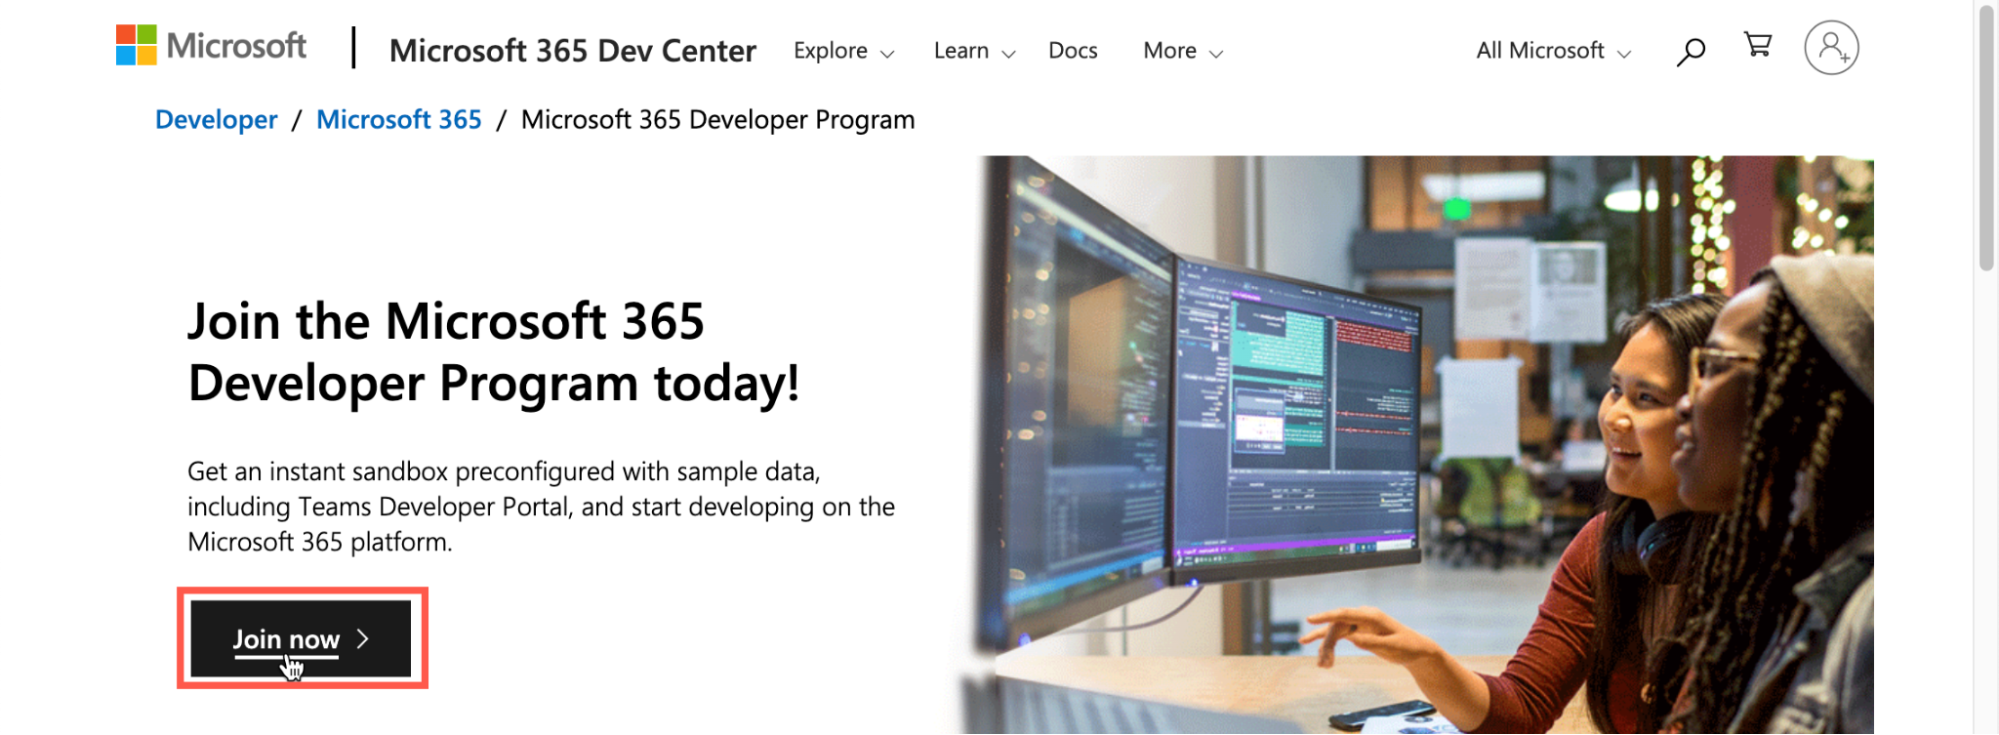 Microsoft | Microsoft 365 Dev Center Explore Learn Docs More All Microsoft
Developer / Microsoft 365 / Microsoft 365 Developer Program
Join the Microsoft 365
Developer Program today!
Get an instant sandbox preconfigured with sample data,
including Teams Developer Portal, and start developing on the
Microsoft 365 platform.
Join now